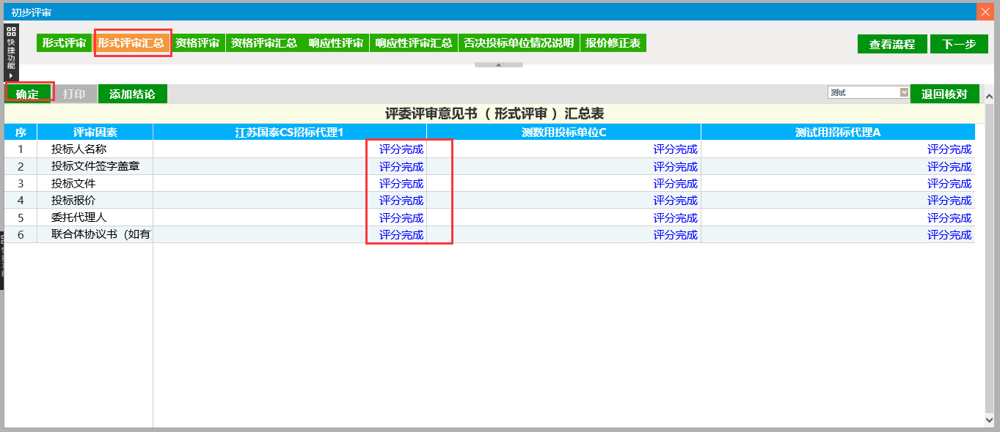 初步评审
快捷功能
形式评审 形式评审汇总 资格评审 资格评审汇总 响应性评审 响应性评审汇总 否决投标单位情况说明 报价修正表
查看流程 下一步
确定 打印 添加结论 测试 退回核对
评委评审意见书（形式评审）汇总表
序 评审因素 江苏国泰CS招标代理1 测数用投标单位C 测试用招标代理A
1 投标人名称 评分完成 评分完成 评分完成
2 投标文件签字盖章 评分完成 评分完成 评分完成
3 投标文件 评分完成 评分完成 评分完成
4 投标报价 评分完成 评分完成 评分完成
5 委托代理人 评分完成 评分完成 评分完成
6 联合体协议书（如有 评分完成 评分完成 评分完成